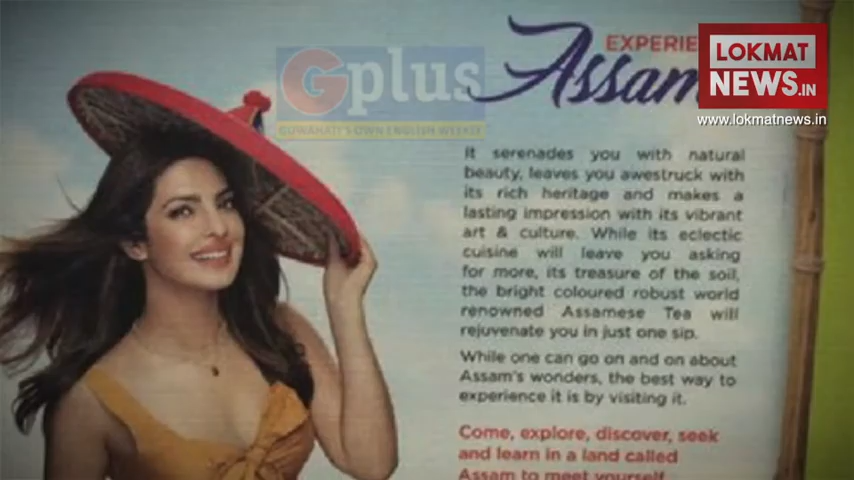 Gplus
GUWAHATI'S OWN ENGLISH WEEKLY
EXPERIE
Assam
LOKMAT
NEWS.IN
www.lokmatnews.in
It serenades you with natural
beauty, leaves you awestruck with
its rich heritage and makes a
lasting impression with its vibrant
art & culture. While its eclectic
cuisine will leave you asking
for more, its treasure of the soil,
the bright coloured robust world
renowned Assamese Tea will
rejuvenate you in just one sip.
While one can go on and on about
Assam's wonders, the best way to
experience it is by visiting it.
Come, explore, discover, seek
and learn in a land called
Assam to meet yourself